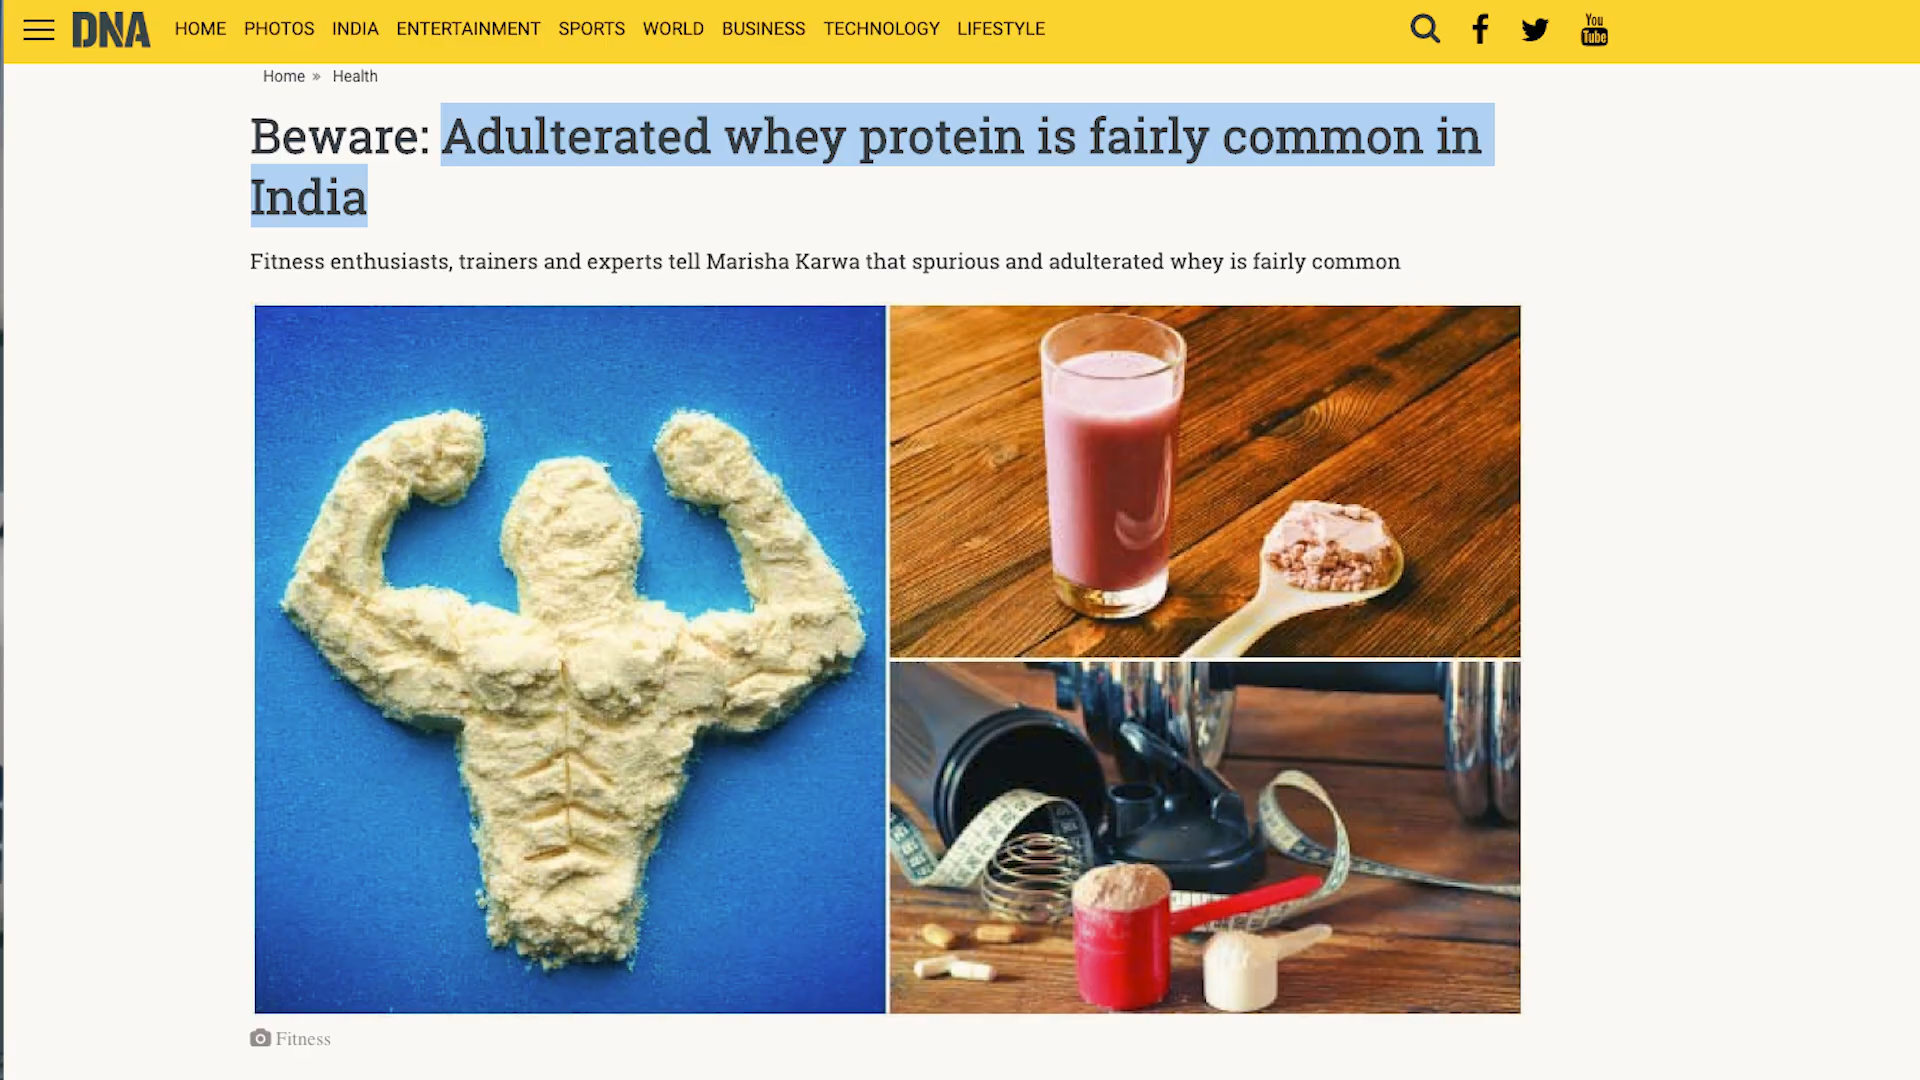 DNA HOME PHOTOS INDIA ENTERTAINMENT SPORTS WORLD BUSINESS TECHNOLOGY LIFESTYLE You Tube
Home » Health
Beware: Adulterated whey protein is fairly common in
India
Fitness enthusiasts, trainers and experts tell Marisha Karwa that spurious and adulterated whey is fairly common
Fitness